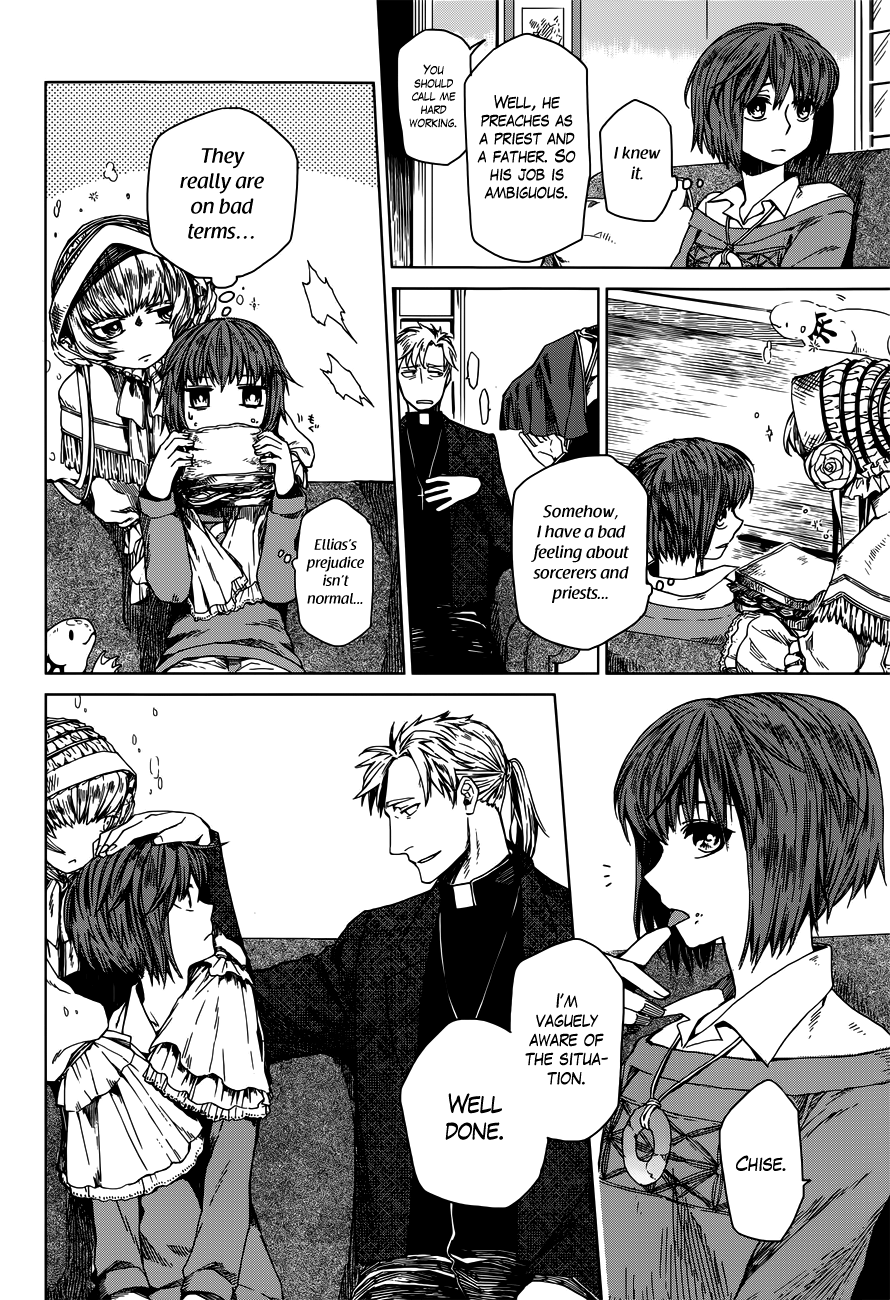 I knew
it.
WELL, HE
PREACHES AS
A PRIEST AND
A FATHER. SO
HIS JOB IS
AMBIGUOUS.
YOU
SHOULD
CALL ME
HARD
WORKING.
They
really are
on bad
terms...
Ellias's
prejudice
isn't
normal...
Somehow,
I have a bad
feeling about
sorcerers and
priests...
CHISE.
I'M
VAGUELY
AWARE OF
THE SITUA-
TION.
WELL
DONE.